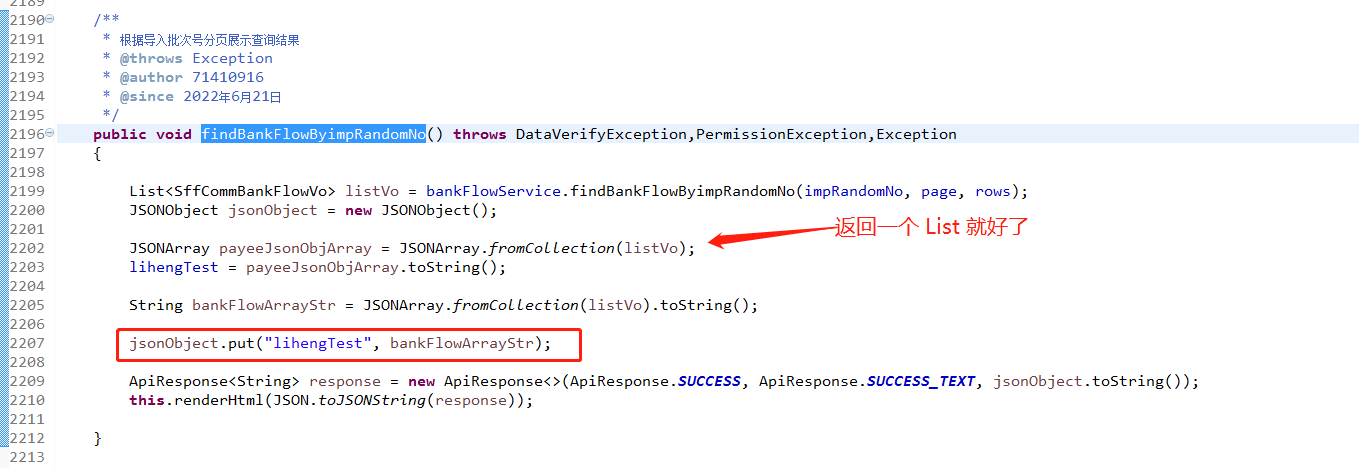 2189
2190 /**
2191 * 根据导入批次号分页展示查询结果
2192 * @throws Exception
2193 * @author 71410916
2194 * @since 2022年6月21日
2195 */
2196 public void findBankFlowByimpRandomNo() throws DataVerifyException,PermissionException,Exception
2197 {
2198
2199 List<SffCommBankFlowVo> listVo = bankFlowService.findBankFlowByimpRandomNo(impRandomNo, page, rows);
2200 JSONObject jsonObject = new JSONObject();
2201 返回一个 List 就好了
2202 JSONArray payeeJsonObjArray = JSONArray.fromCollection(listVo);
2203 lihengTest = payeeJsonObjArray.toString();
2204
2205 String bankFlowArrayStr = JSONArray.fromCollection(listVo).toString();
2206
2207 jsonObject.put("lihengTest", bankFlowArrayStr);
2208
2209 ApiResponse<String> response = new ApiResponse<>(ApiResponse.SUCCESS, ApiResponse.SUCCESS_TEXT, jsonObject.toString());
2210 this.renderHtml(JSON.toJSONString(response));
2211
2212 }
2213